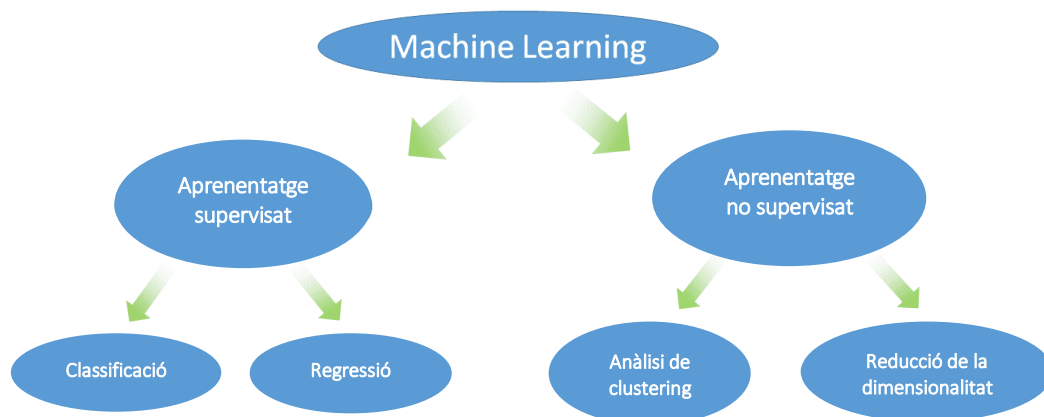 Machine Learning
Aprenentatge
supervisat
Aprenentatge
no supervisat
Classificació
Regressió
Anàlisi de
clustering
Reducció de la
dimensionalitat